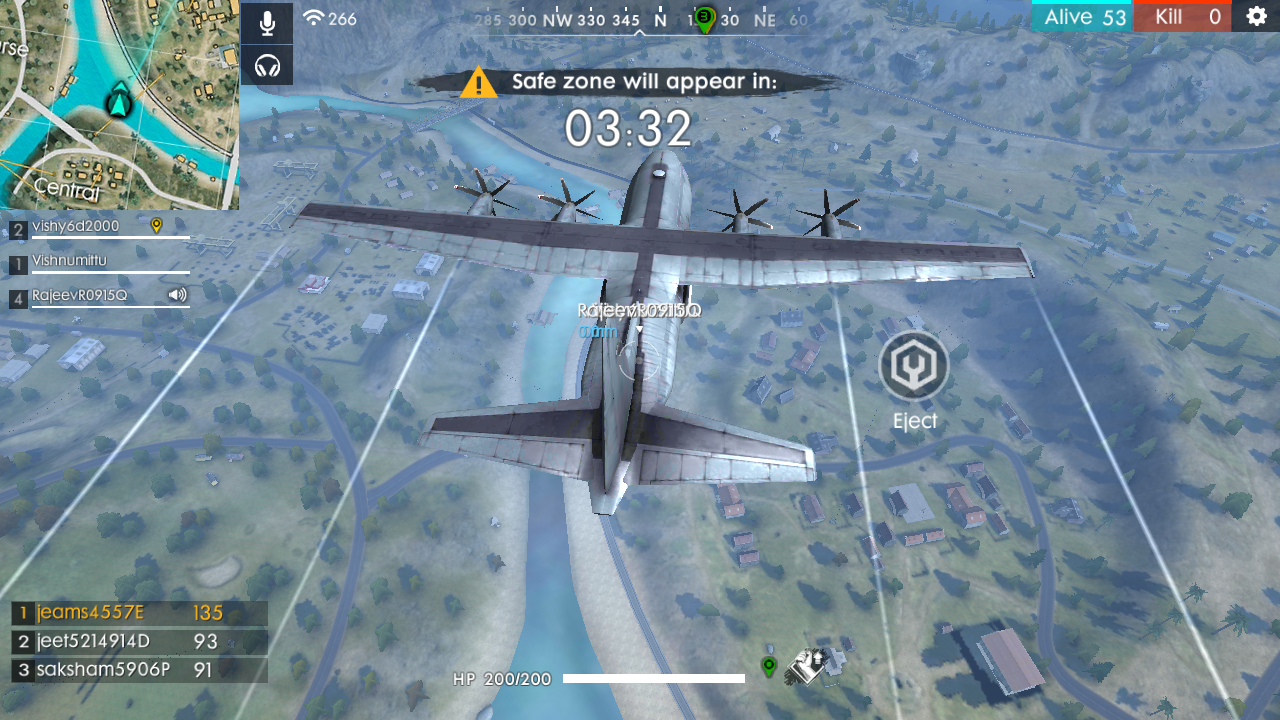 rse
Central
266
285 300 NW 330 345 N
3
30 NE 60
Alive 53
Kill 0
Safe zone will appear in:
03:32
2 vishy6d2000
1 Vishnumittu
4 RajeevR0915Q
Eject
1 jeams4557E 135
2 jeet5214914D 93
3 saksham5906P 91
HP 200/200